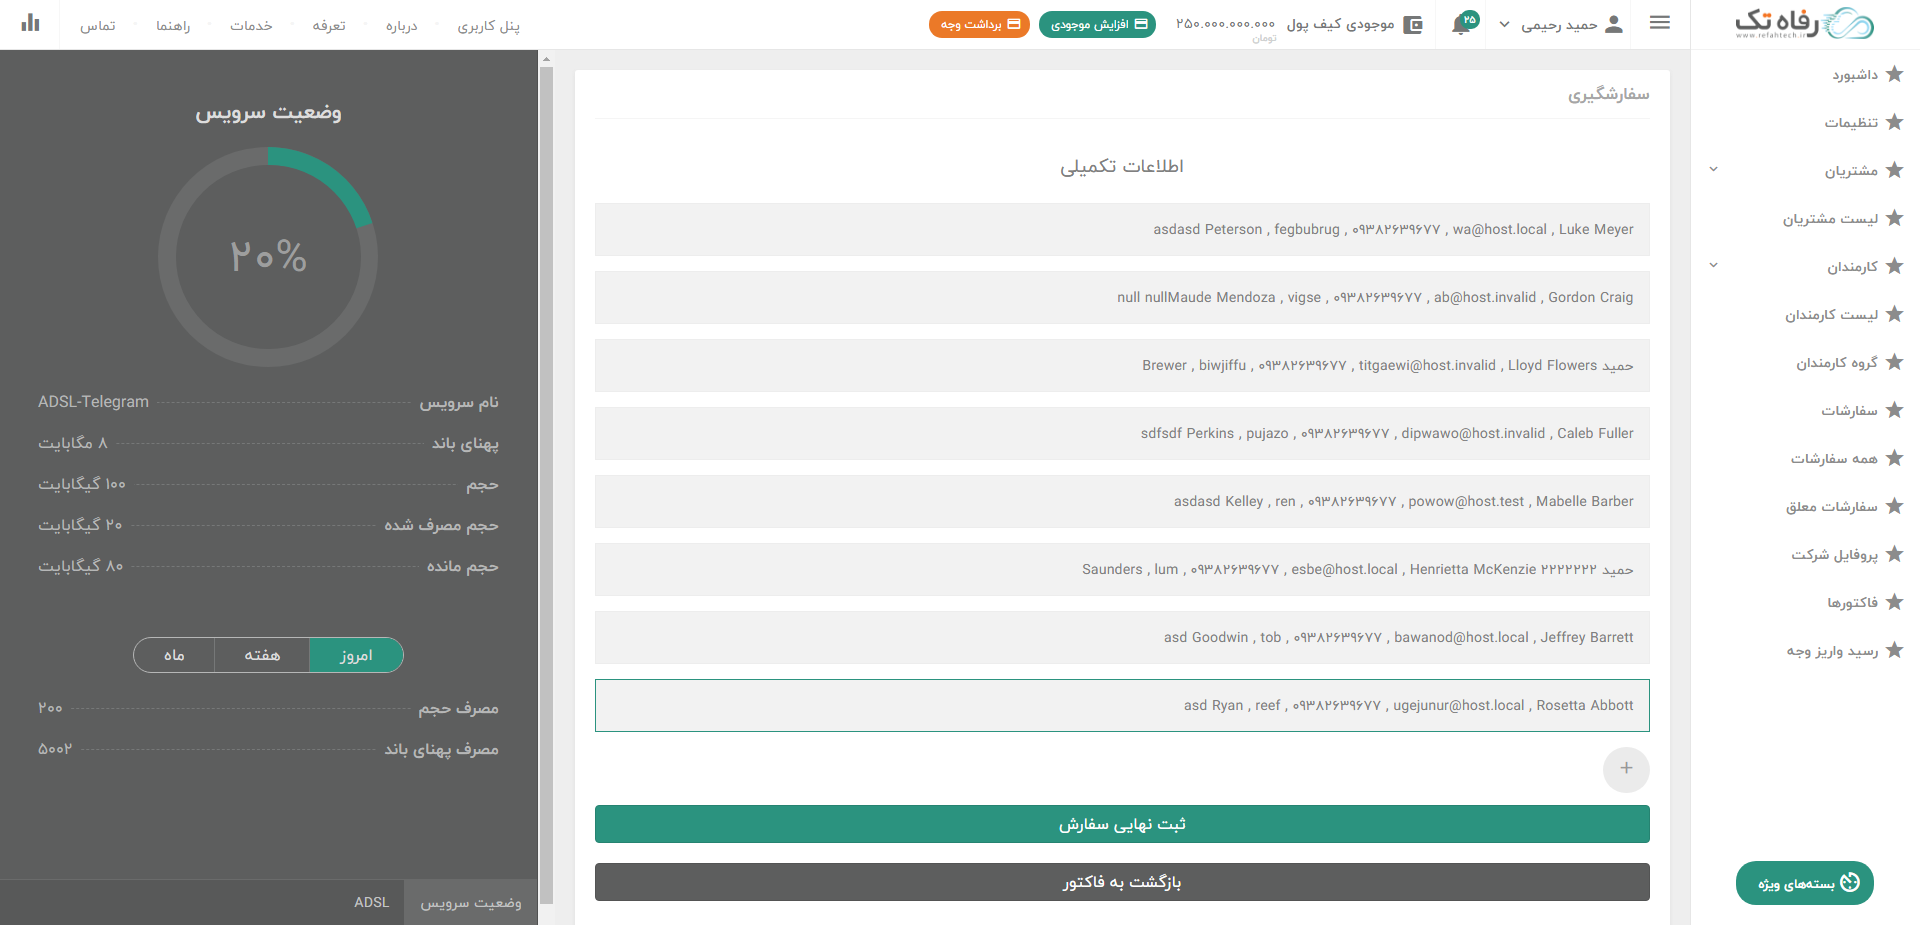 رفاه تک
www.refahtech.ir
حمید رحیمی
۲۵
موجودی کیف پول ۲۵۰.۰۰۰.۰۰۰.۰۰۰
تومان
افزایش موجودی
برداشت وجه
پنل کاربری
درباره
تعرفه
خدمات
راهنما
تماس
داشبورد
تنظیمات
مشتریان
لیست مشتریان
کارمندان
لیست کارمندان
گروه کارمندان
سفارشات
همه سفارشات
سفارشات معلق
پروفایل شرکت
فاکتورها
رسید واریز وجه
بسته‌های ویژه
سفارشگیری
اطلاعات تکمیلی
asdasd Peterson , fegbubrug , ۰۹۳۸۲۶۳۹۶۷۷ , wa@host.local , Luke Meyer
null nullMaude Mendoza , vigse , ۰۹۳۸۲۶۳۹۶۷۷ , ab@host.invalid , Gordon Craig
حمید Brewer , biwjiffu , ۰۹۳۸۲۶۳۹۶۷۷ , titgaewi@host.invalid , Lloyd Flowers
sdfsdf Perkins , pujazo , ۰۹۳۸۲۶۳۹۶۷۷ , dipwawo@host.invalid , Caleb Fuller
asdasd Kelley , ren , ۰۹۳۸۲۶۳۹۶۷۷ , powow@host.test , Mabelle Barber
حمید ۲۲۲۲۲۲۲ Saunders , lum , ۰۹۳۸۲۶۳۹۶۷۷ , esbe@host.local , Henrietta McKenzie
asd Goodwin , tob , ۰۹۳۸۲۶۳۹۶۷۷ , bawanod@host.local , Jeffrey Barrett
asd Ryan , reef , ۰۹۳۸۲۶۳۹۶۷۷ , ugejunur@host.local , Rosetta Abbott
+
ثبت نهایی سفارش
بازگشت به فاکتور
وضعیت سرویس
۲۰%
نام سرویس ADSL-Telegram
پهنای باند ۸ مگابایت
حجم ۱۰۰ گیگابایت
حجم مصرف شده ۲۰ گیگابایت
حجم مانده ۸۰ گیگابایت
امروز
هفته
ماه
مصرف حجم ۲۰۰
مصرف پهنای باند ۵۰۰۲
وضعیت سرویس
ADSL